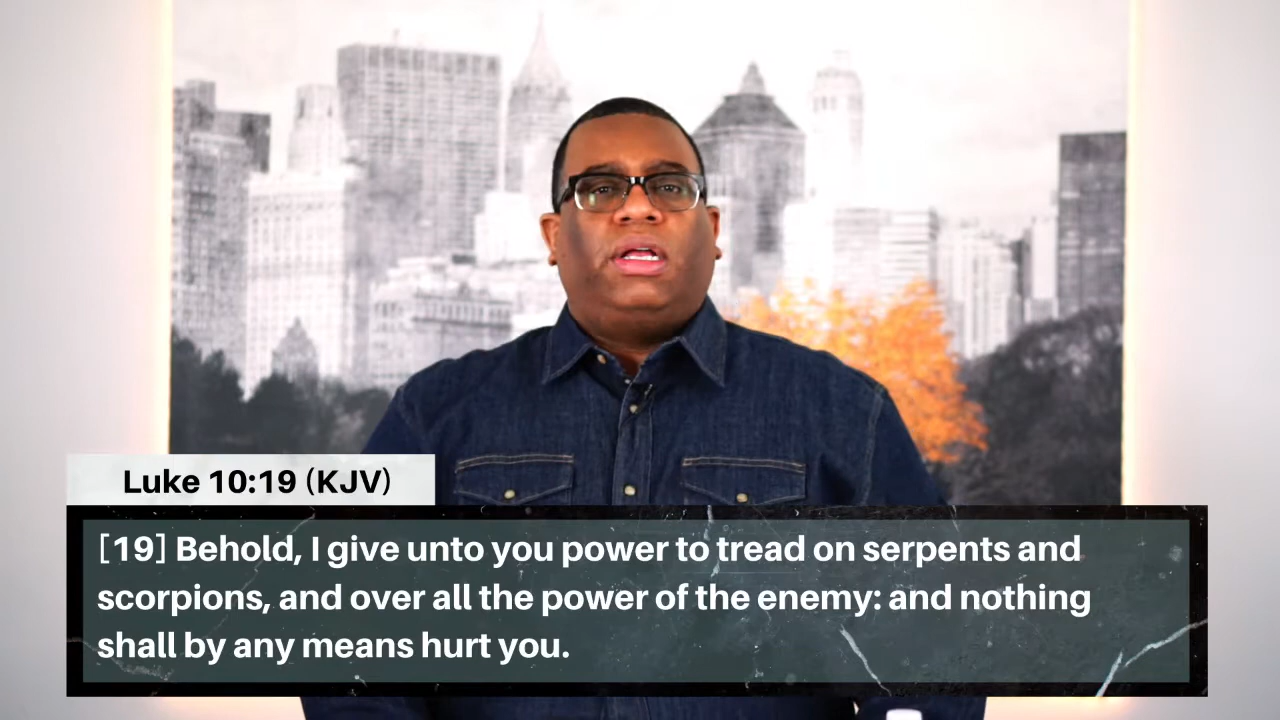 Luke 10:19 (KJV)
[19] Behold, I give unto you power to tread on serpents and
scorpions, and over all the power of the enemy: and nothing
shall by any means hurt you.